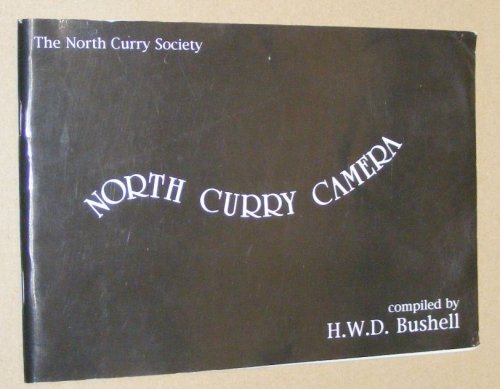 The North Curry Society
NORTH CURRY CAMERA
compiled by
H.W.D. Bushell